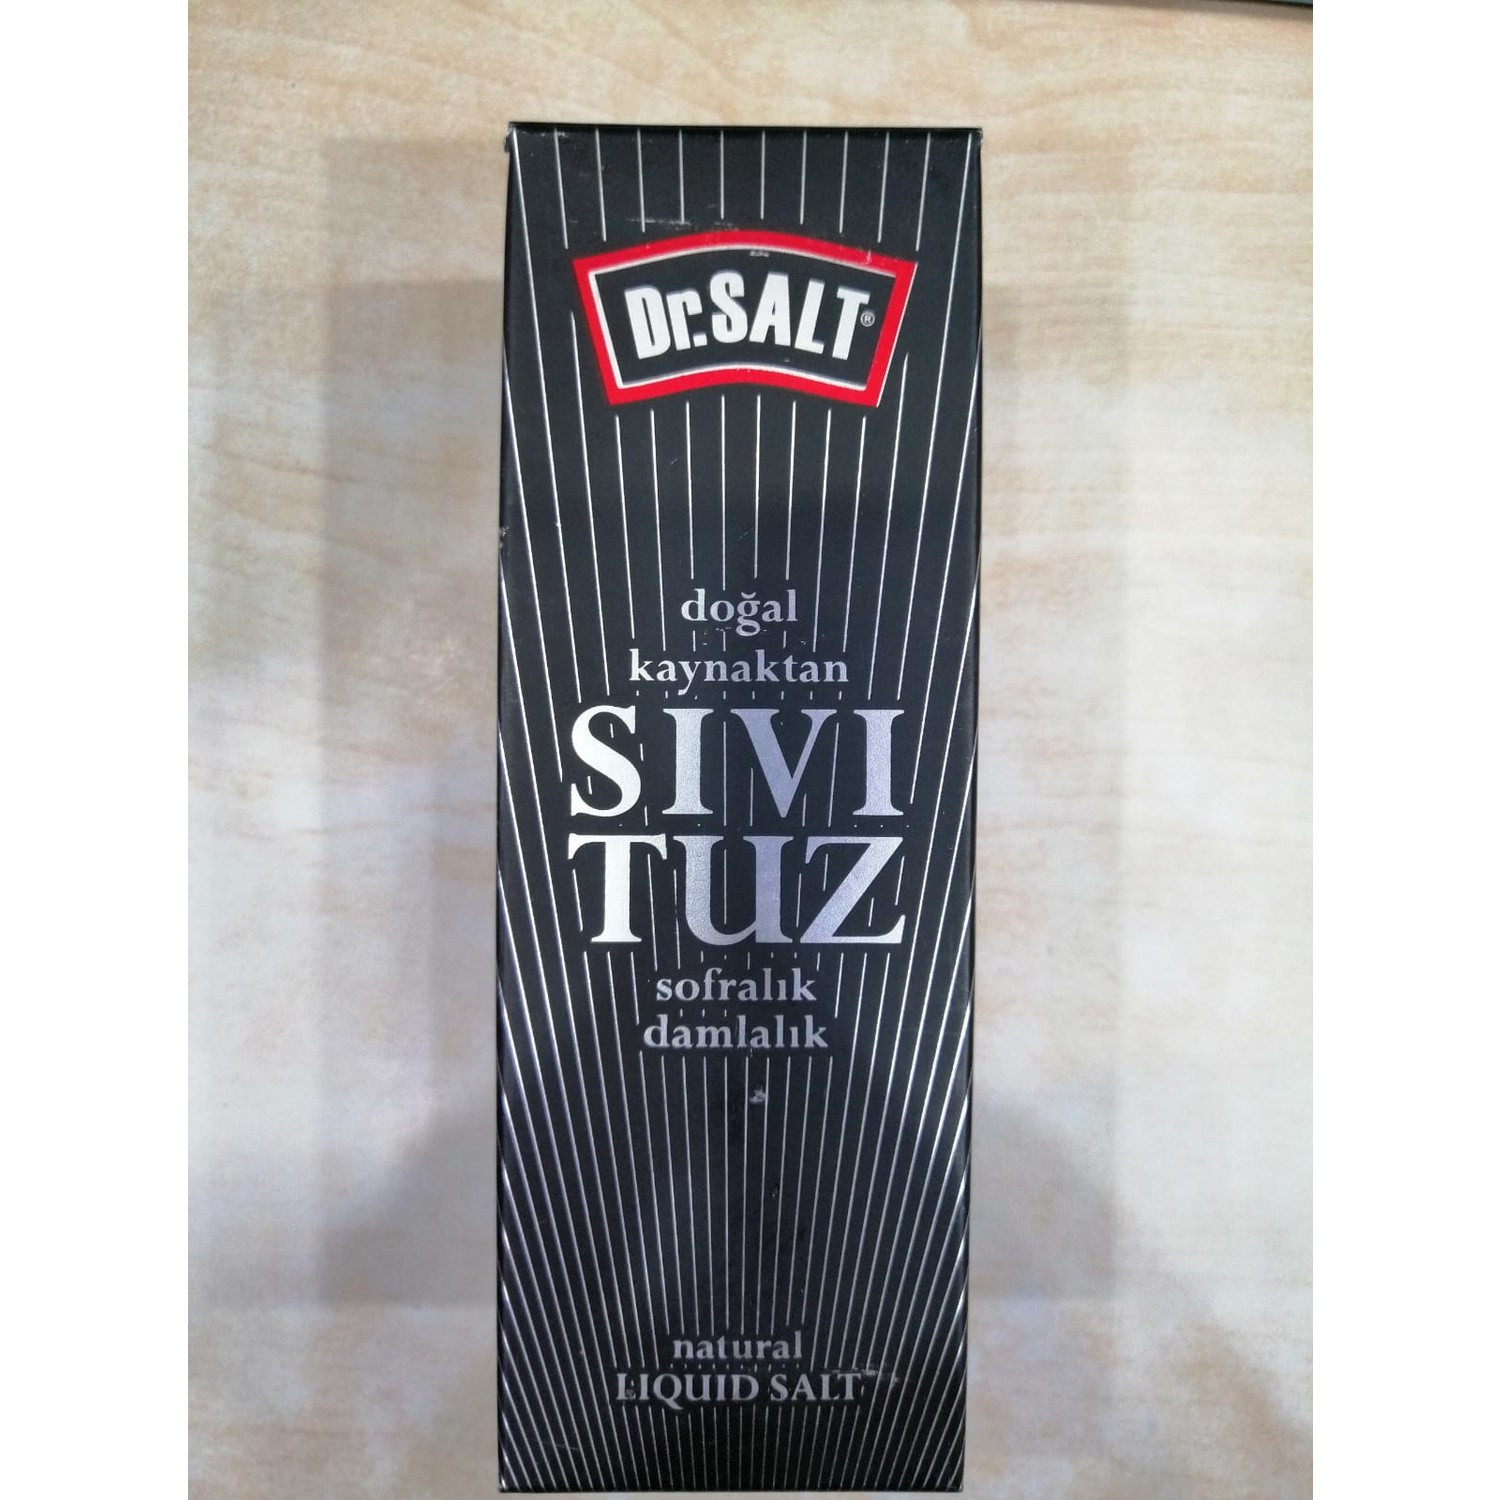 Dr.SALT®
doğal
kaynaktan
SIVI
TUZ
sofralık
damlalık
natural
LIQUID SALT